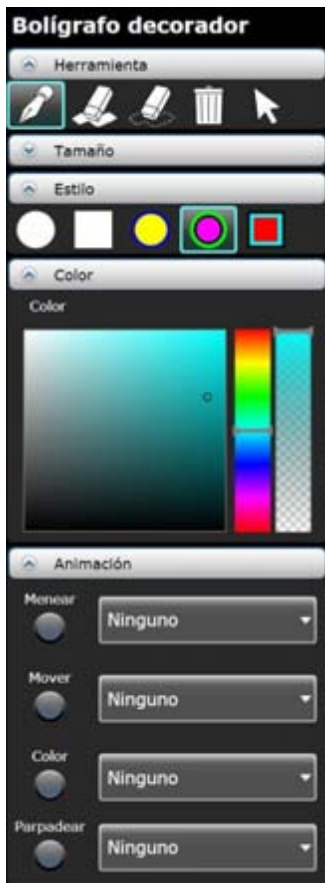 Bolígrafo decorador
Herramienta
Tamaño
Estilo
Color
Color
Animación
Menear
Ninguno
Mover
Ninguno
Color
Ninguno
Parpadear
Ninguno